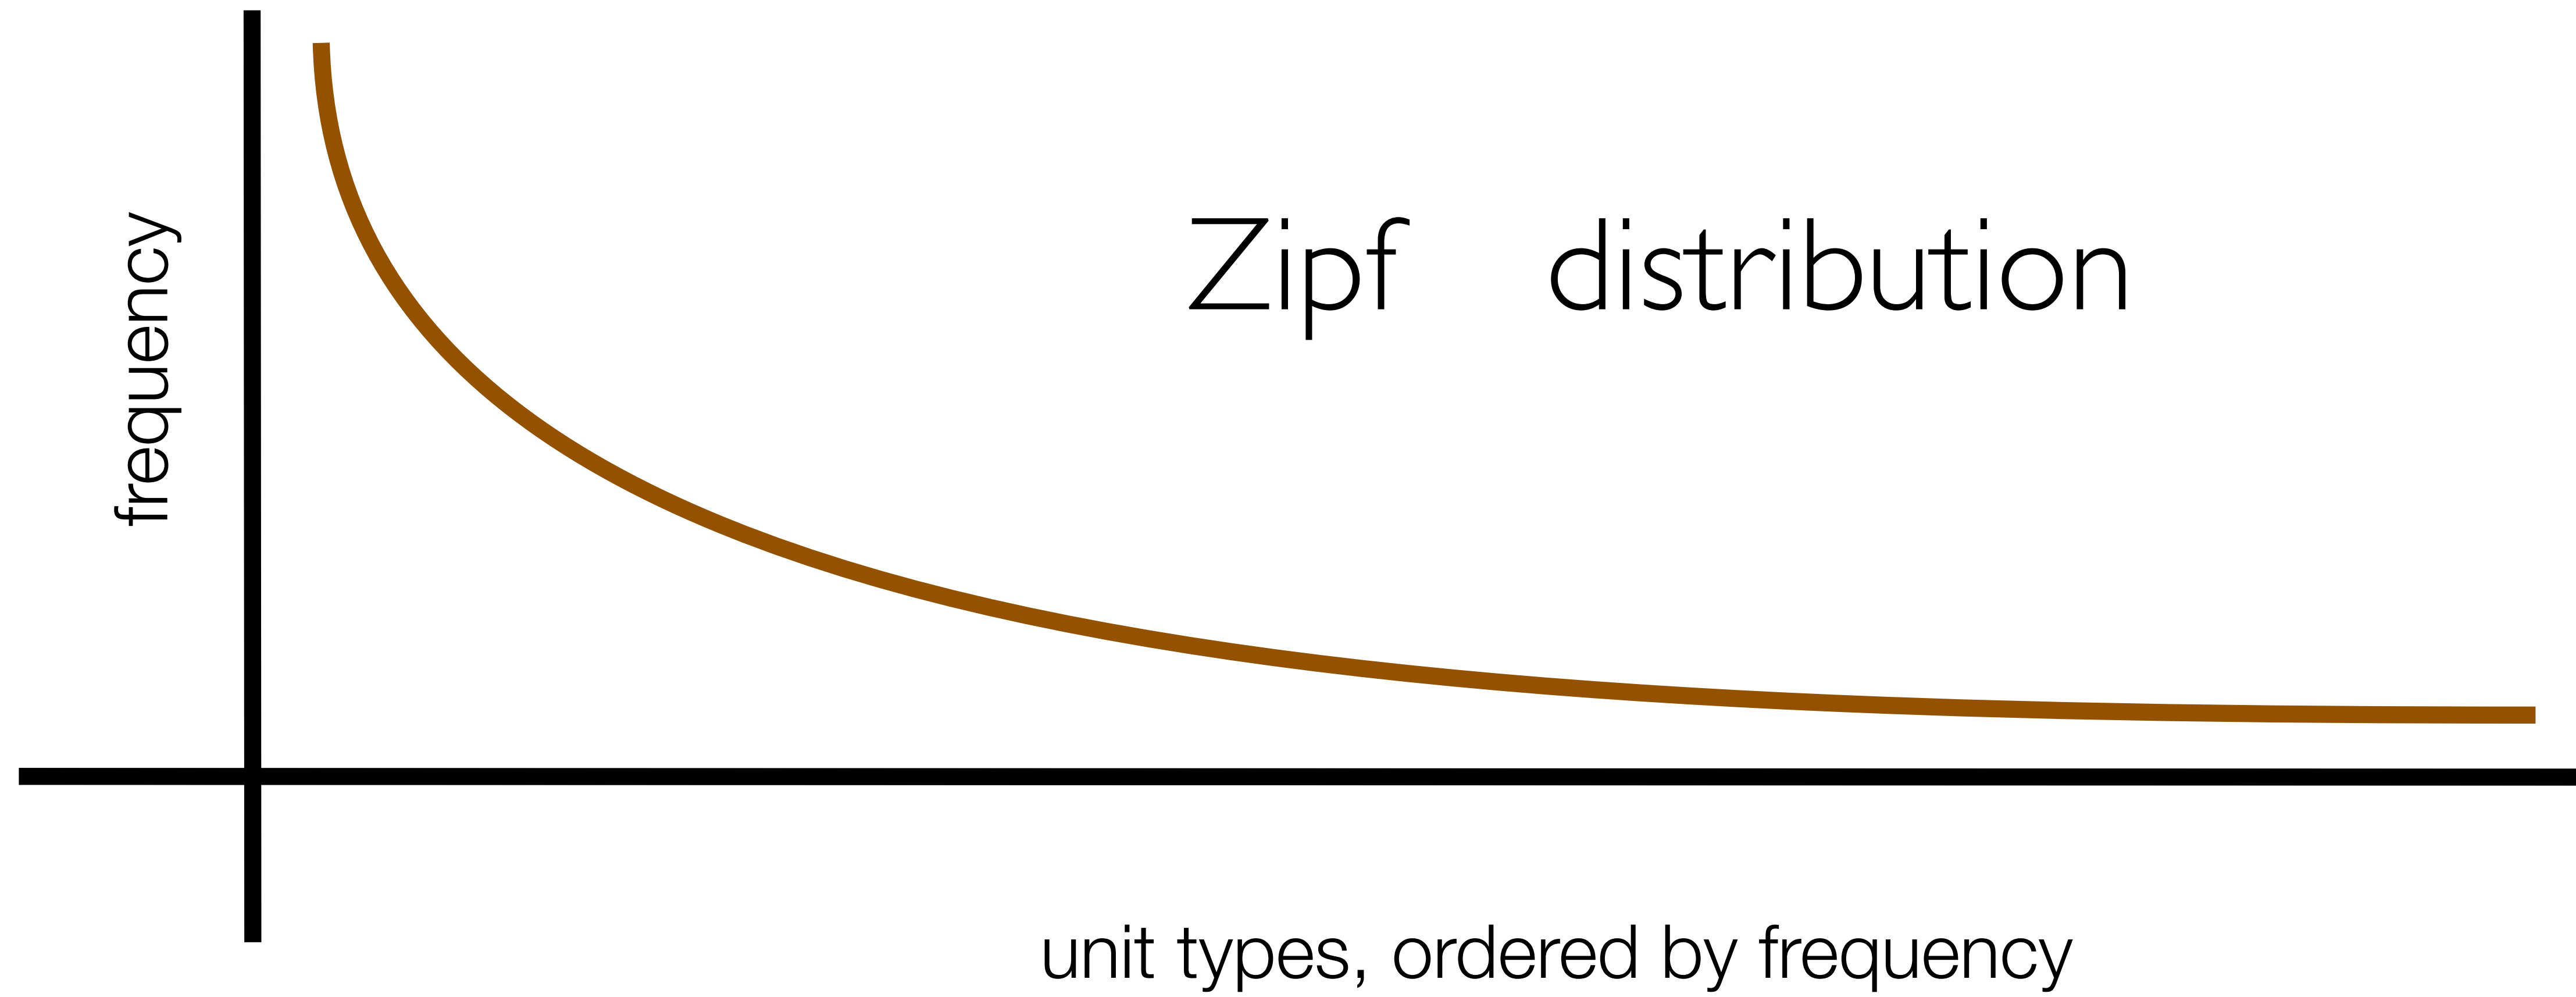 Zipf distribution
frequency
unit types, ordered by frequency